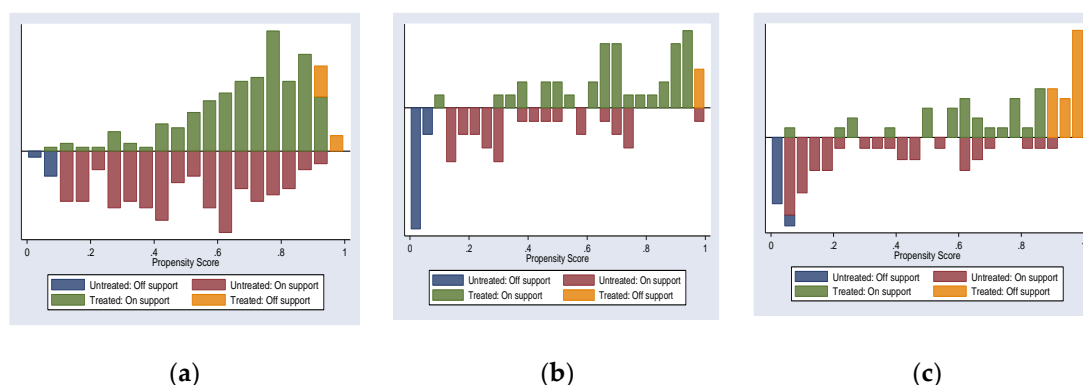 0 .2 .4 .6 .8 1
Propensity Score
Untreated: Off support Untreated: On support
Treated: On support Treated: Off support
(a)
0 .2 .4 .6 .8 1
Propensity Score
Untreated: Off support Untreated: On support
Treated: On support Treated: Off support
(b)
0 .2 .4 .6 .8 1
Propensity Score
Untreated: Off support Untreated: On support
Treated: On support Treated: Off support
(c)